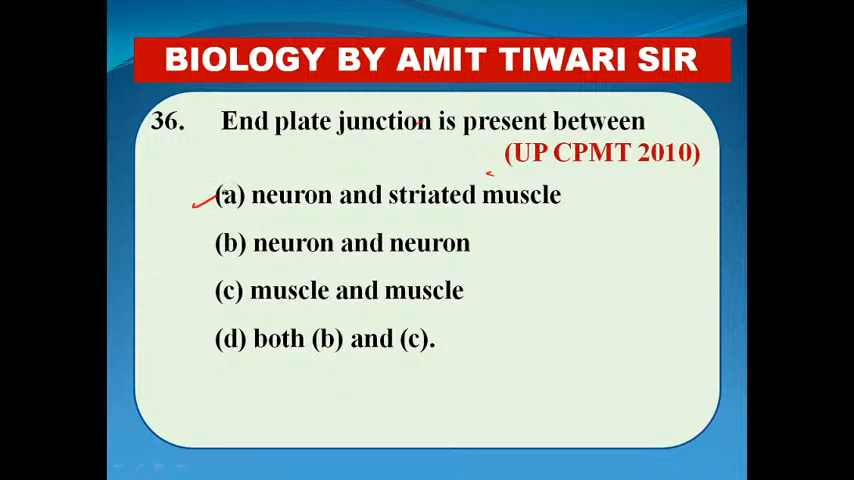 BIOLOGY BY AMIT TIWARI SIR
36. End plate junction is present between
(UP CPMT 2010)
(a) neuron and striated muscle
(b) neuron and neuron
(c) muscle and muscle
(d) both (b) and (c).